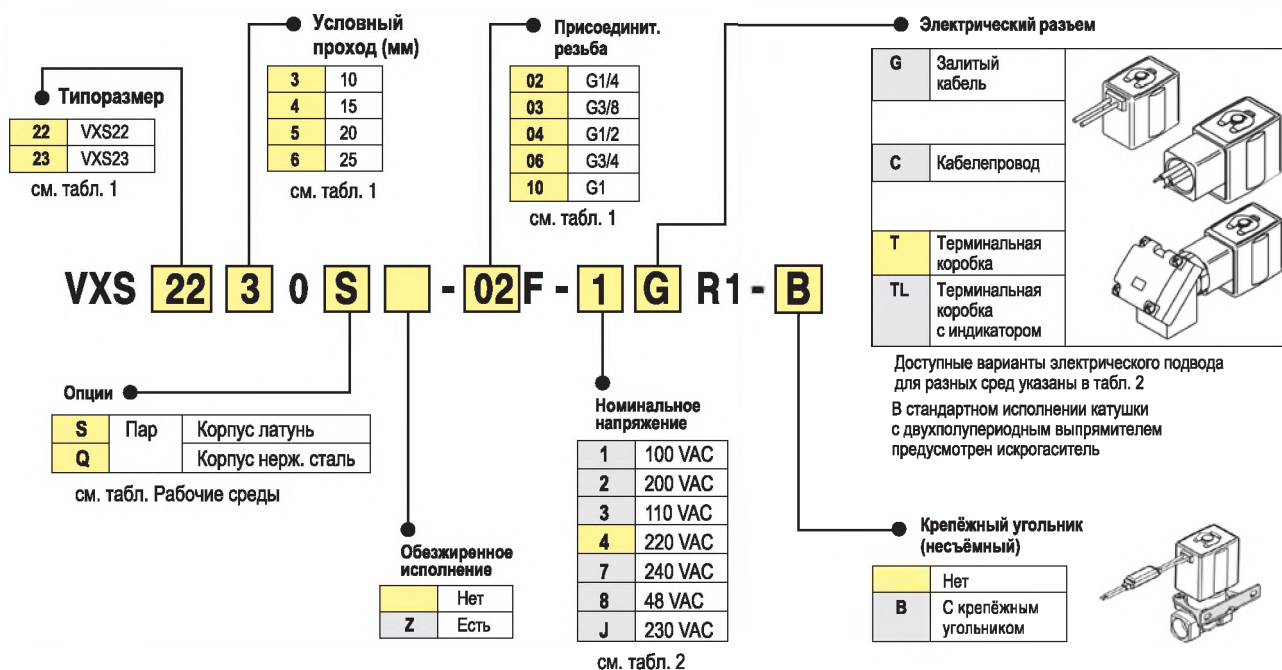 Условный
проход (мм)
3 10
4 15
5 20
6 25
см. табл. 1
Присоединит.
резьба
02 G1/4
03 G3/8
04 G1/2
06 G3/4
10 G1
см. табл. 1
Электрический разъем
G Залитый
кабель
C Кабелепровод
T Терминальная
коробка
TL Терминальная
коробка
с индикатором
Доступные варианты электрического подвода
для разных сред указаны в табл. 2
В стандартном исполнении катушки
с двухполупериодным выпрямителем
предусмотрен искрогаситель
Типоразмер
22 VXS22
23 VXS23
см. табл. 1
VXS 22 3 0 S - 02 F - 1 G R1 - B
Опции
S Пар Корпус латунь
Q Корпус нерж. сталь
см. табл. Рабочие среды
Обезжиренное
исполнение
Нет
Z Есть
Номинальное
напряжение
1 100 VAC
2 200 VAC
3 110 VAC
4 220 VAC
7 240 VAC
8 48 VAC
J 230 VAC
см. табл. 2
Крепёжный угольник
(несъёмный)
Нет
B С крепёжным
угольником